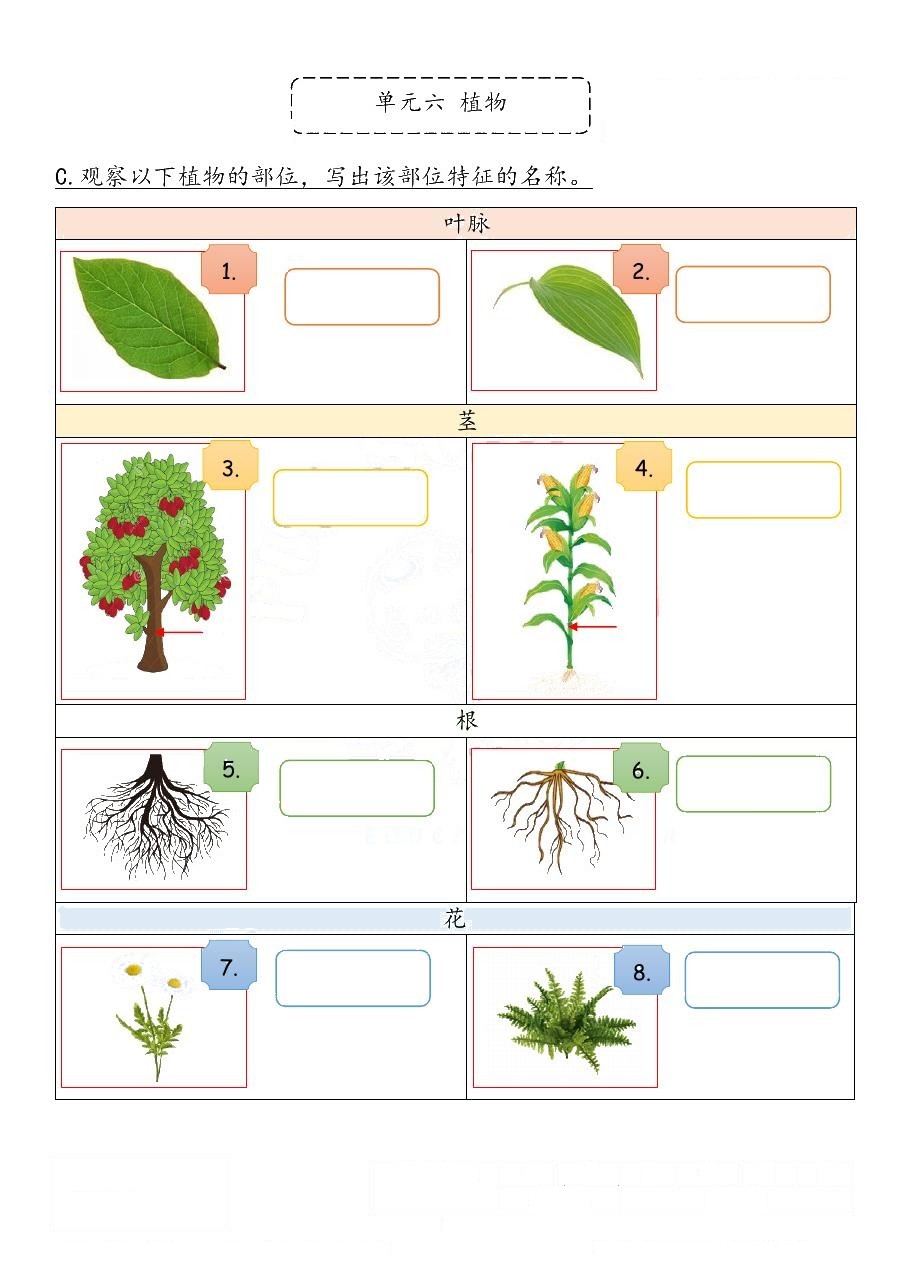 单元六 植物
C. 观察以下植物的部位，写出该部位特征的名称。
叶脉
1.
2.
茎
3.
4.
根
5.
6.
花
7.
8.